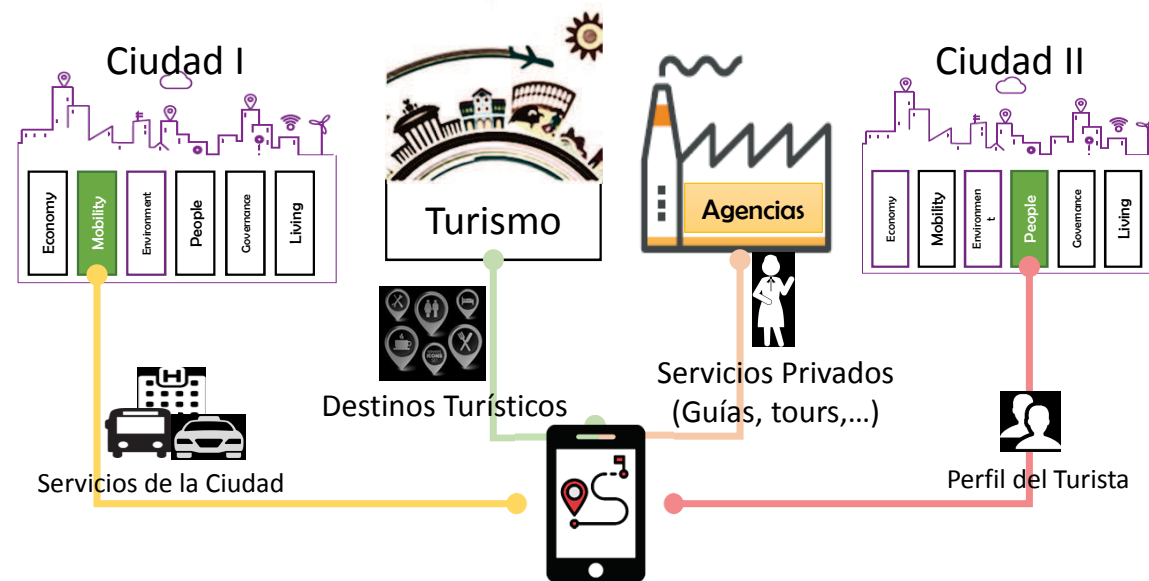 Ciudad I
Economy
Mobility
Environment
People
Governance
Living
Turismo
Agencias
Ciudad II
Economy
Mobility
Environmen
t
People
Governance
Living
Servicios de la Ciudad
Destinos Turísticos
Servicios Privados
(Guías, tours,...)
Perfil del Turista
H